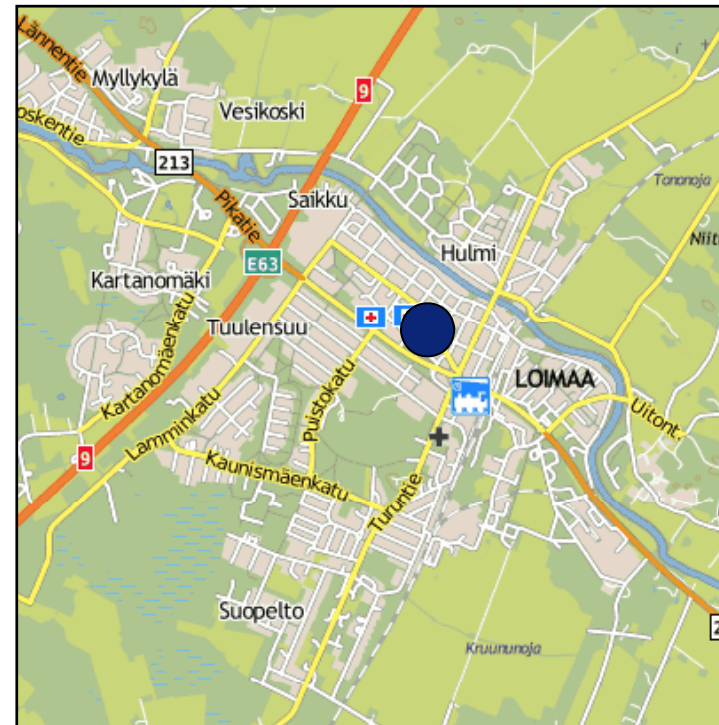 Lännentie
Myllykylä
9
Vesikoski
oskentie
213
Tononoja
Pikatie
Saikku
Niit
Hulmi
E63
Kartanomäki
Tuulensuu
Kartanomäenkatu
LOIMAA
Puistokatu
Uitont.
Lamminkatu
9
Kaunismäenkatu
Turuntie
Suopelto
2
Kruununoja